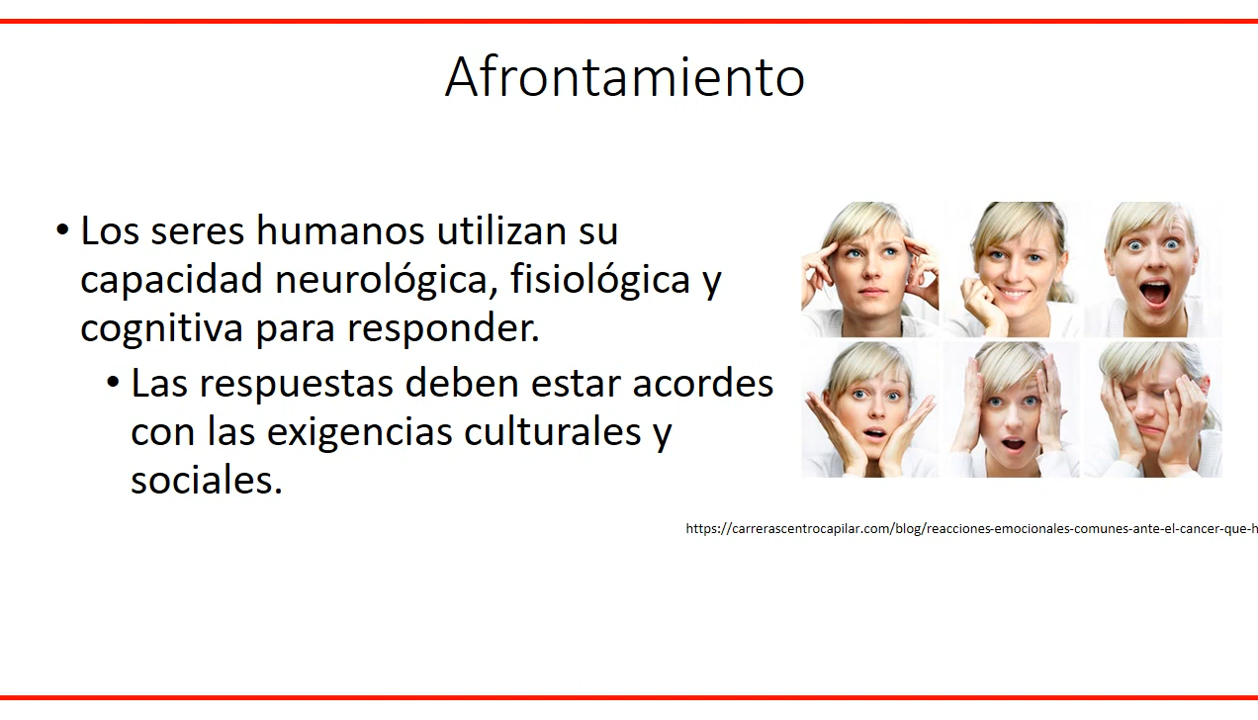 Afrontamiento
• Los seres humanos utilizan su
capacidad neurológica, fisiológica y
cognitiva para responder.
• Las respuestas deben estar acordes
con las exigencias culturales y
sociales.
https://carrerascentrocapilar.com/blog/reacciones-emocionales-comunes-ante-el-cancer-que-h